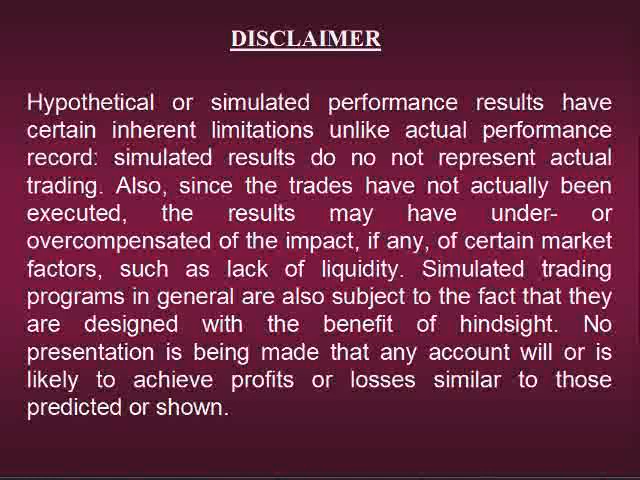 DISCLAIMER
Hypothetical or simulated performance results have
certain inherent limitations unlike actual performance
record: simulated results do no not represent actual
trading. Also, since the trades have not actually been
executed, the results may have under- or
overcompensated of the impact, if any, of certain market
factors, such as lack of liquidity. Simulated trading
programs in general are also subject to the fact that they
are designed with the benefit of hindsight. No
presentation is being made that any account will or is
likely to achieve profits or losses similar to those
predicted or shown.